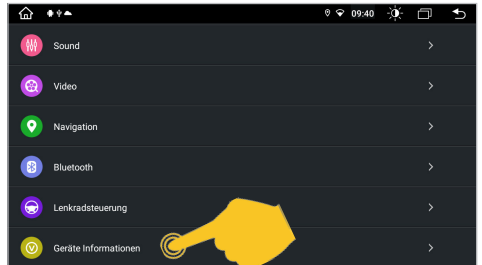 09:40
Sound
Video
Navigation
Bluetooth
Lenkradsteuerung
Geräte Informationen